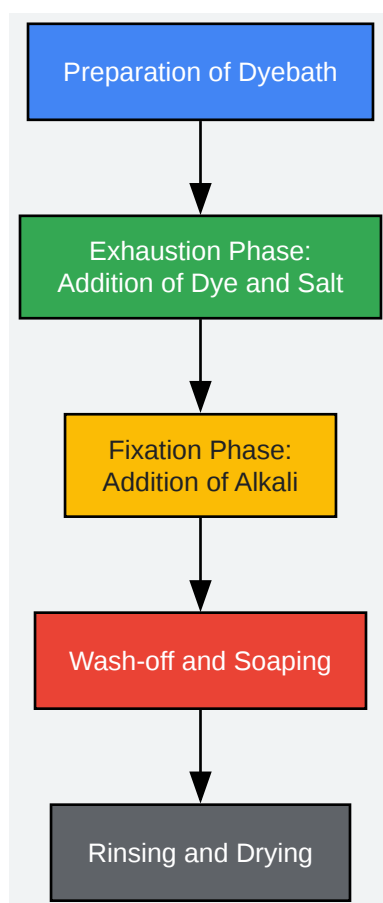 Preparation of Dyebath
Exhaustion Phase:
Addition of Dye and Salt
Fixation Phase:
Addition of Alkali
Wash-off and Soaping
Rinsing and Drying